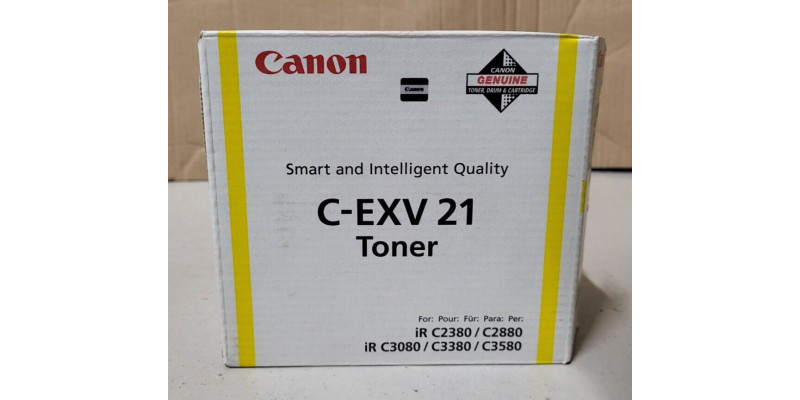 Canon
CANON
GENUINE
TONER, DRUM & CARTRIDGE
Canon
Smart and Intelligent Quality
C-EXV 21
Toner
For: Pour: Für: Para: Per:
iR C2380 / C2880
iR C3080 / C3380 / C3580